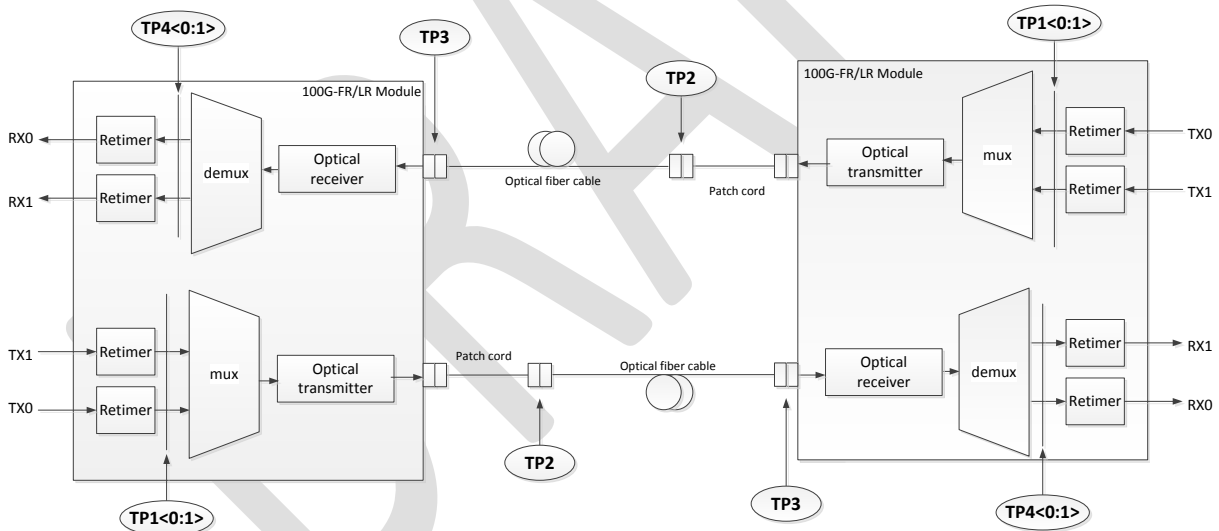 TP4<0:1>
TP3
TP2
TP1<0:1>
100G-FR/LR Module
100G-FR/LR Module
RX0
Retimer
demux
Optical
receiver
Optical fiber cable
Patch cord
Optical
transmitter
mux
Retimer
TX0
RX1
Retimer
Retimer
TX1
TX1
Retimer
mux
Optical
transmitter
Patch cord
Optical fiber cable
Optical
receiver
demux
Retimer
RX1
TX0
Retimer
Retimer
RX0
TP1<0:1>
TP2
TP3
TP4<0:1>
DRAFT